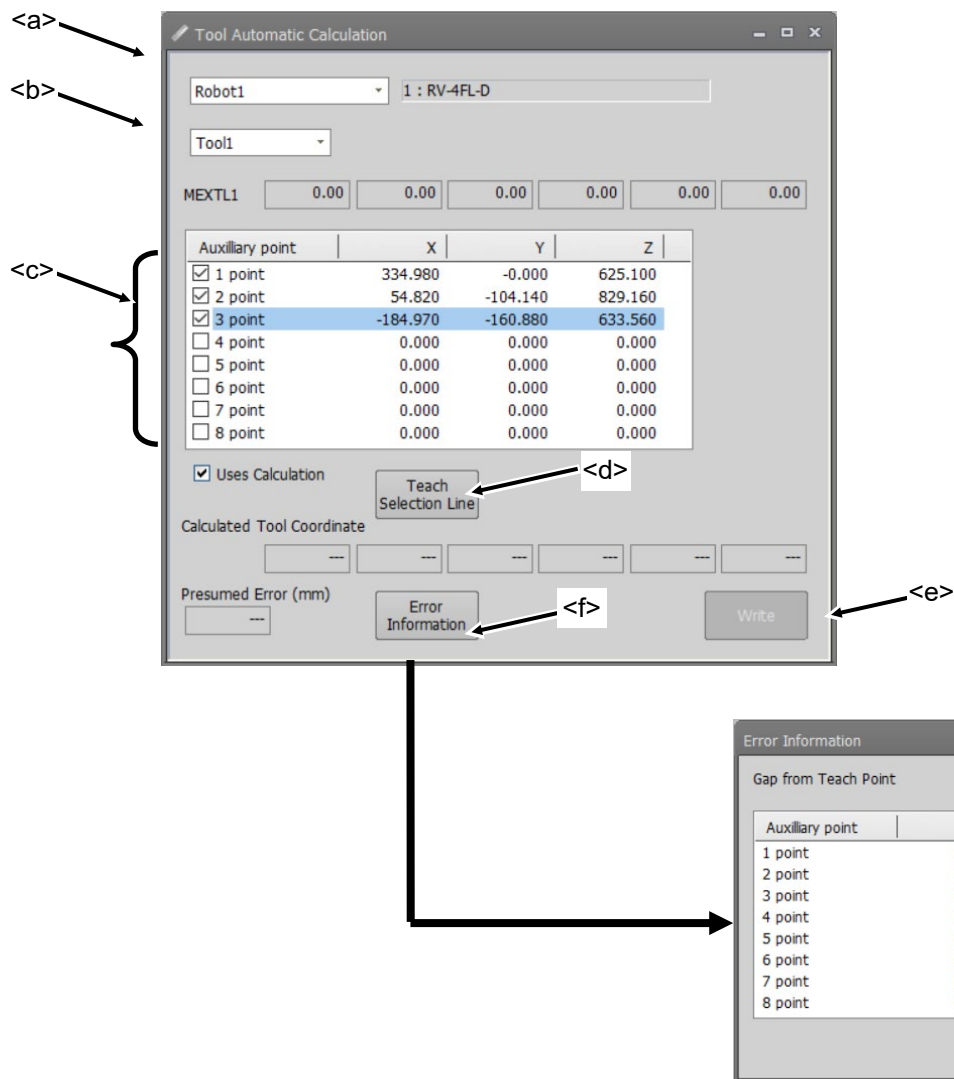 <a>
Tool Automatic Calculation
<b>
Robot1 1 : RV-4FL-D
Tool1
MEXTL1 0.00 0.00 0.00 0.00 0.00 0.00
<c>
Auxiliary point X Y Z
1 point 334.980 -0.000 625.100
2 point 54.820 -104.140 829.160
3 point -184.970 -160.880 633.560
4 point 0.000 0.000 0.000
5 point 0.000 0.000 0.000
6 point 0.000 0.000 0.000
7 point 0.000 0.000 0.000
8 point 0.000 0.000 0.000
Uses Calculation
Teach
Selection Line
<d>
Calculated Tool Coordinate
--- --- --- --- --- ---
Presumed Error (mm)
---
Error
Information
<f>
Write
<e>
Error Information
Gap from Teach Point
Auxiliary point
1 point
2 point
3 point
4 point
5 point
6 point
7 point
8 point